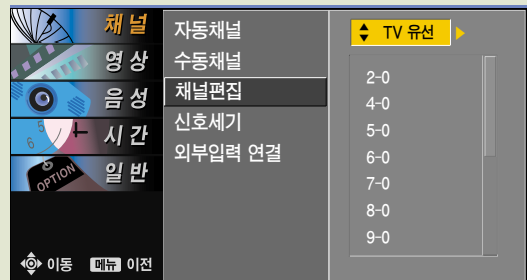 채널
영상
음성
시간
일반
OPTION
6
5
이동 메뉴 이전
자동채널
수동채널
채널편집
신호세기
외부입력 연결
TV 유선
2-0
4-0
5-0
6-0
7-0
8-0
9-0